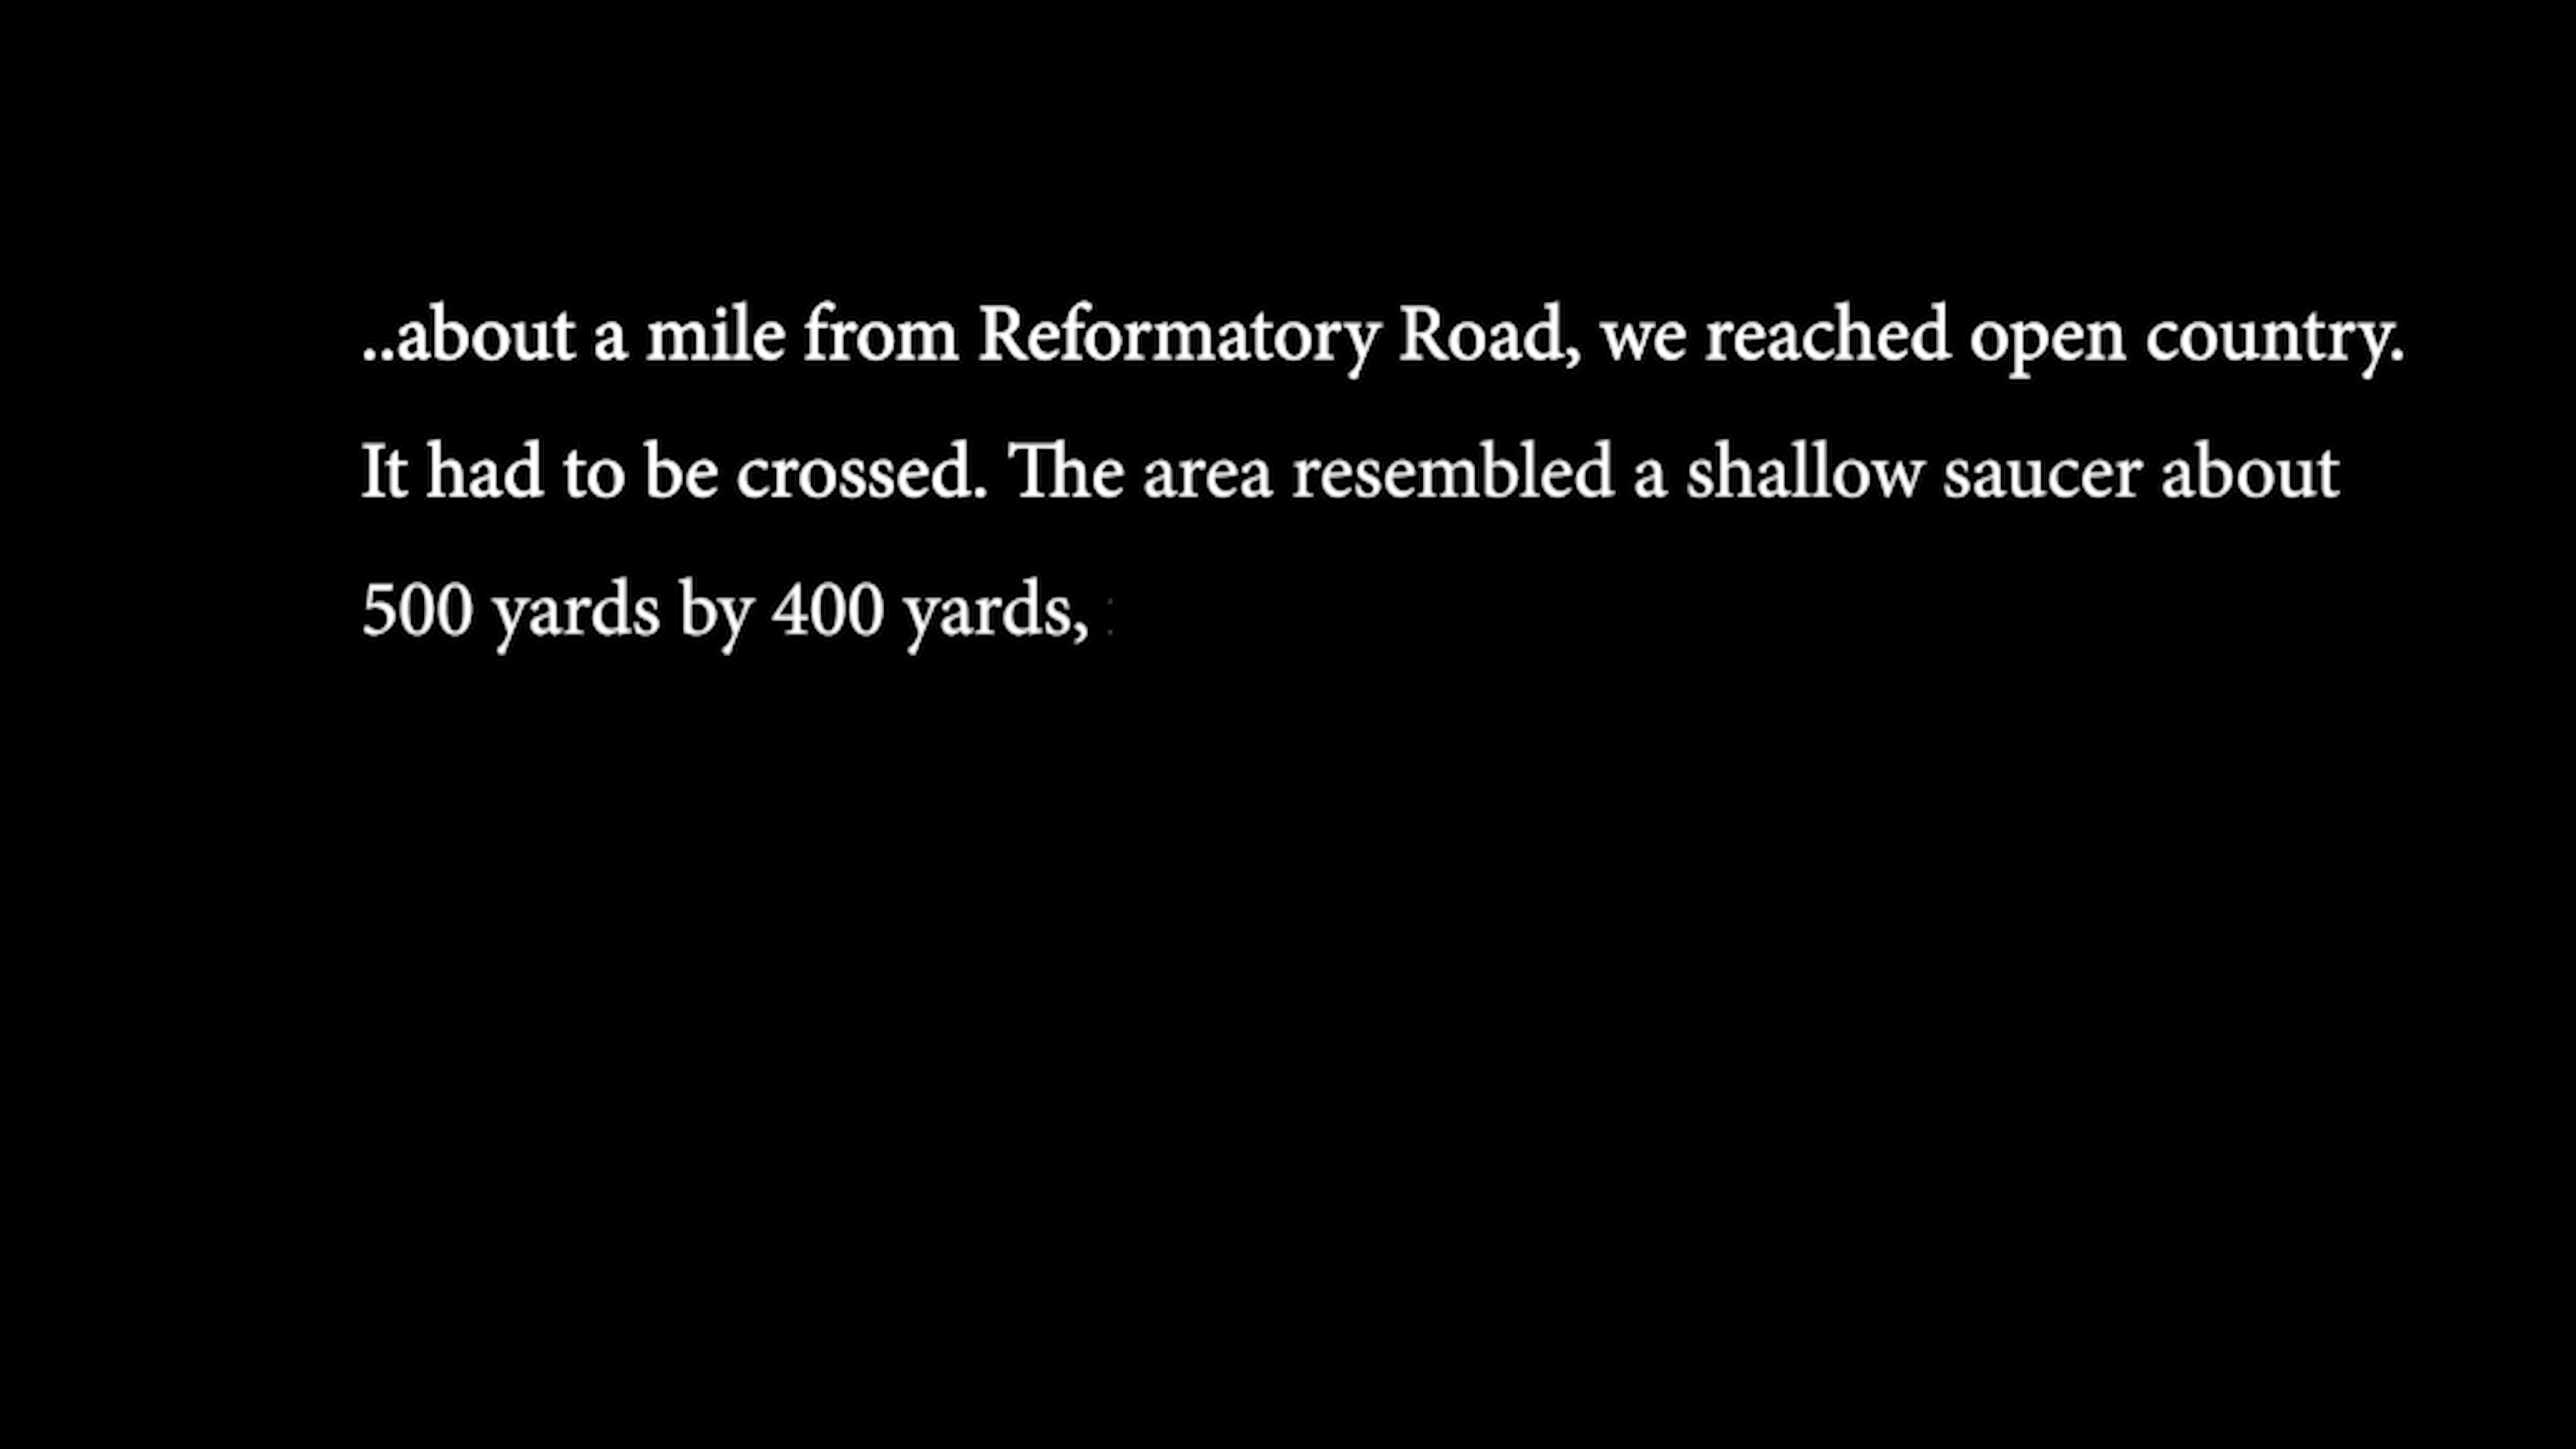 ..about a mile from Reformatory Road, we reached open country.
It had to be crossed. The area resembled a shallow saucer about
500 yards by 400 yards,